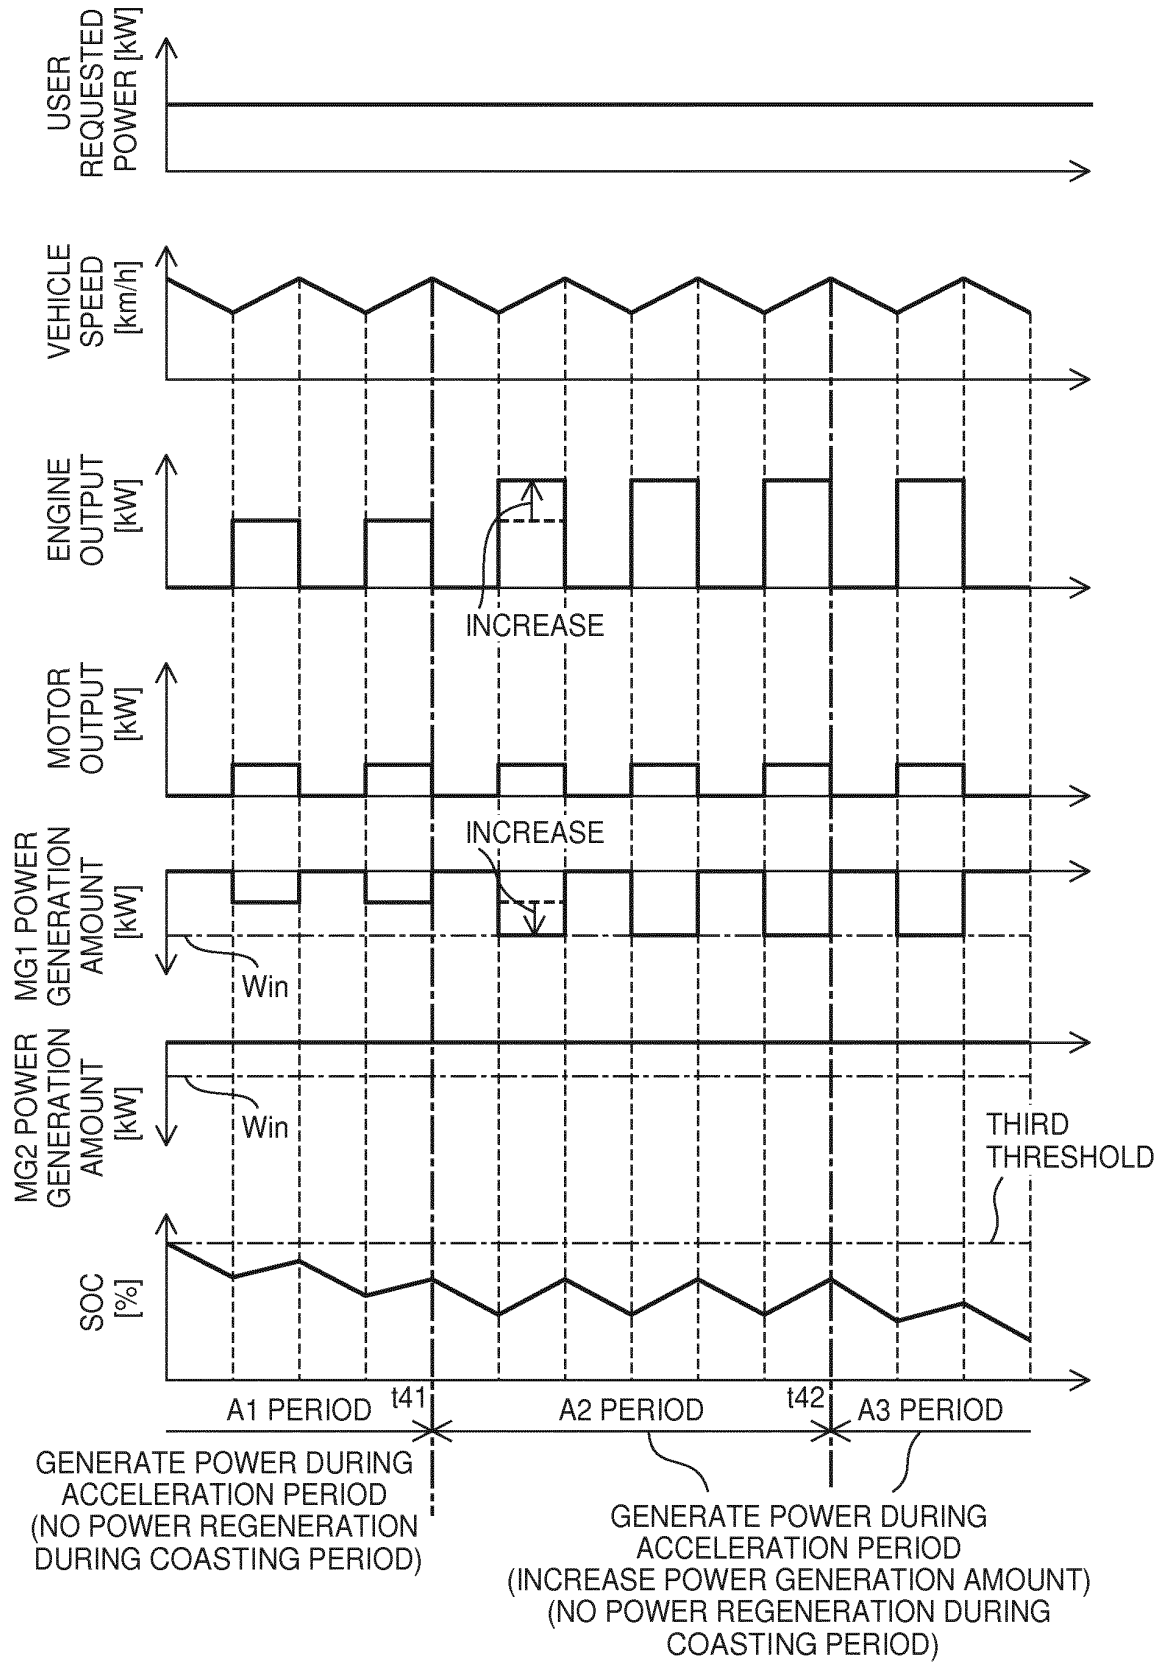 USER
REQUESTED
POWER [kW]
VEHICLE
SPEED
[km/h]
ENGINE
OUTPUT
[kW]
INCREASE
MOTOR
OUTPUT
[kW]
INCREASE
MG1 POWER
GENERATION
AMOUNT
[kW]
Win
MG2 POWER
GENERATION
AMOUNT
[kW]
Win
THIRD
THRESHOLD
SOC
[%]
t41
t42
A1 PERIOD
A2 PERIOD
A3 PERIOD
GENERATE POWER DURING
ACCELERATION PERIOD
(NO POWER REGENERATION
DURING COASTING PERIOD)
GENERATE POWER DURING
ACCELERATION PERIOD
(INCREASE POWER GENERATION AMOUNT)
(NO POWER REGENERATION DURING
COASTING PERIOD)